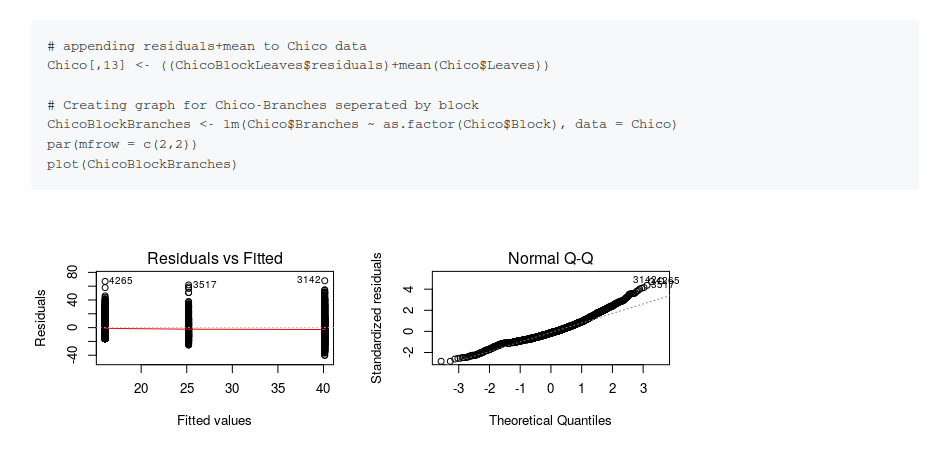 # appending residuals+mean to Chico data
Chico[,13] <- ((ChicoBlockLeaves$residuals)+mean(Chico$Leaves))
# Creating graph for Chico-Branches seperated by block
ChicoBlockBranches <- lm(Chico$Branches ~ as.factor(Chico$Block), data = Chico)
par(mfrow = c(2,2))
plot(ChicoBlockBranches)
Residuals vs Fitted
Residuals
80
40
0
-40
4265
3517
3142
20 25 30 35 40
Fitted values
Normal Q-Q
Standardized residuals
4
2
0
-2
3142
4265
3517
-3 -2 -1 0 1 2 3
Theoretical Quantiles